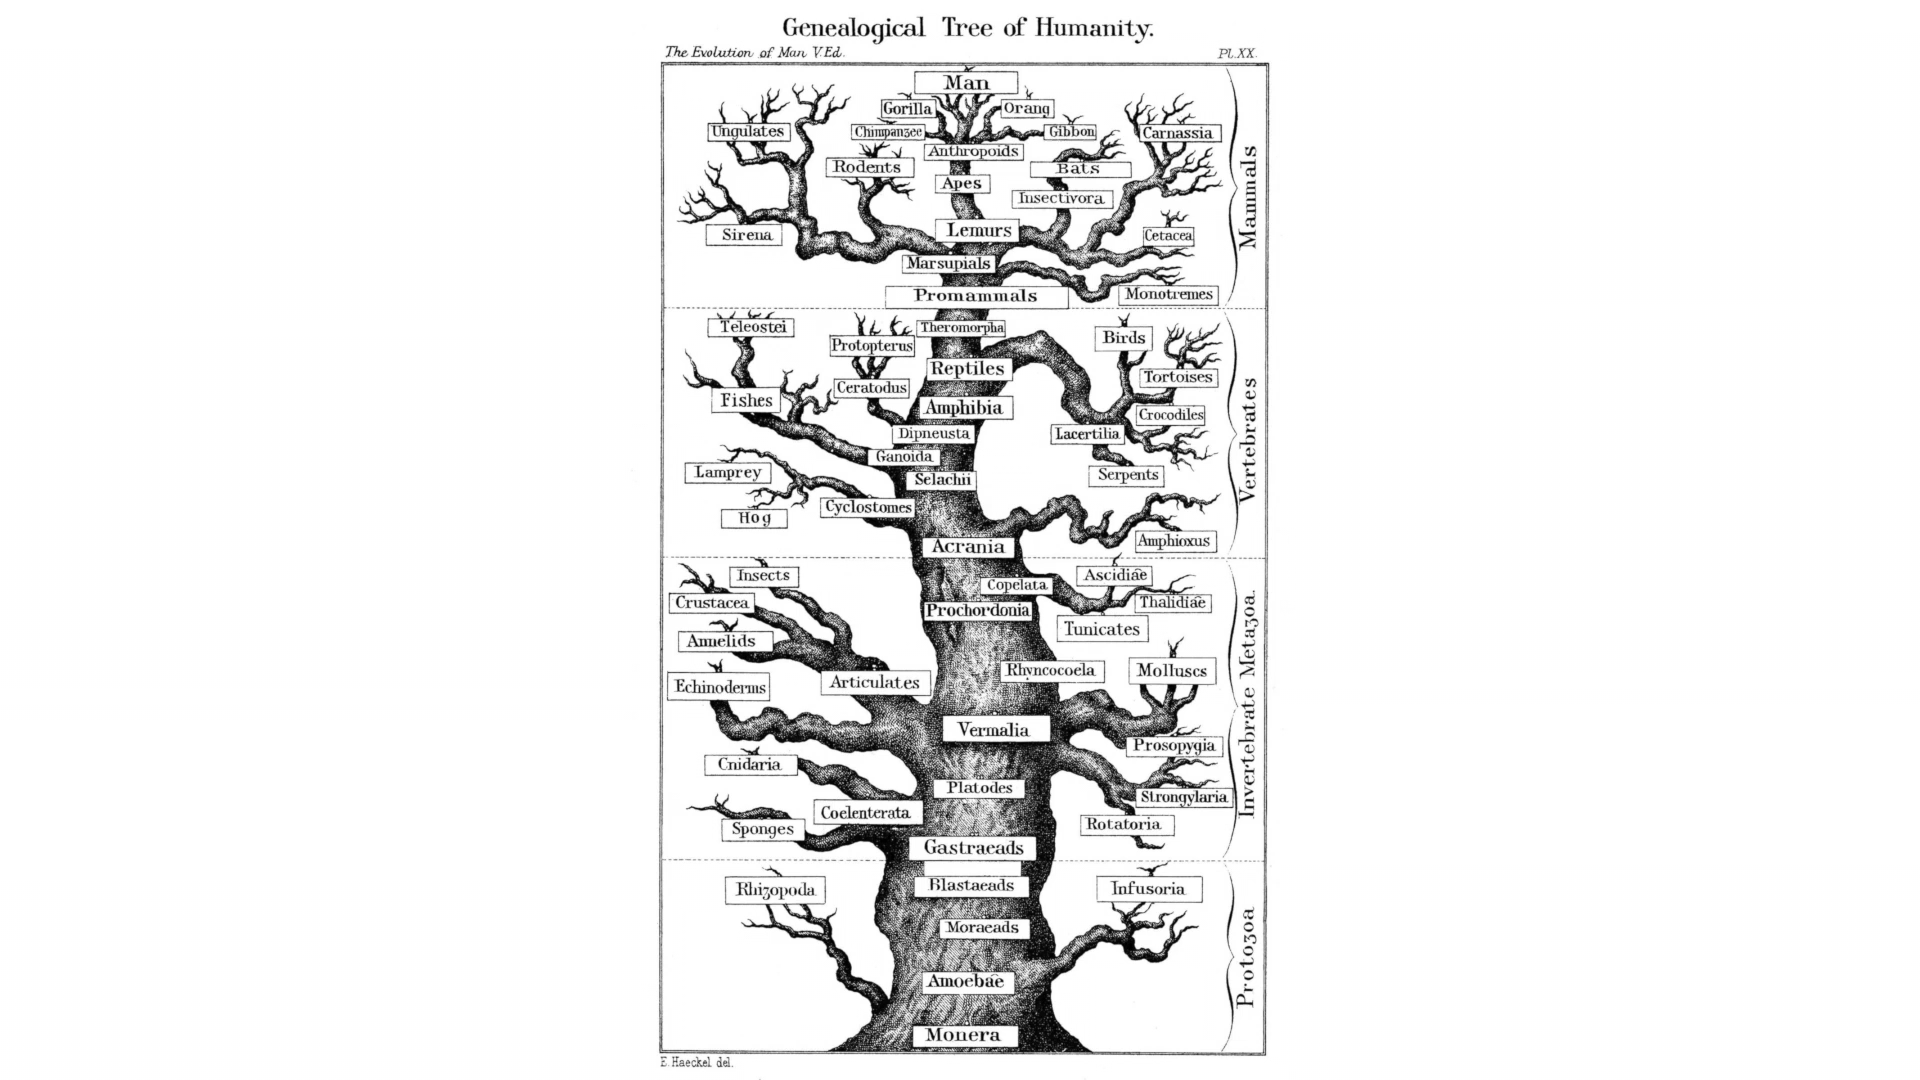 Genealogical Tree of Humanity.
The Evolution of Man V.Ed.
Pl.XX.
Man
Gorilla
Orang
Ungulates
Chimpanzee
Gibbon
Carnassia
Anthropoids
Rodents
Bats
Apes
Insectivora
Sirena
Lemurs
Cetacea
Marsupials
Promammals
Monotremes
Mammals
Teleostei
Theromorpha
Protopterus
Birds
Reptiles
Tortoises
Ceratodus
Fishes
Amphibia
Crocodiles
Dipneusta
Lacertilia
Ganoida
Lamprey
Selachii
Serpents
Cyclostomes
Hog
Acrania
Amphioxus
Vertebrates
Insects
Copelata
Ascidiae
Crustacea
Prochordonia
Thalidiae
Annelids
Tunicates
Echinoderms
Articulates
Rhyncocoela
Molluscs
Vermalia
Prosopygia
Cnidaria
Platodes
Strongylaria
Coelenterata
Sponges
Rotatoria
Gastraeads
Invertebrate Metazoa.
Rhizopoda
Blastaeads
Infusoria
Moraeads
Amoebae
Monera
Protozoa
E. Haeckel del.